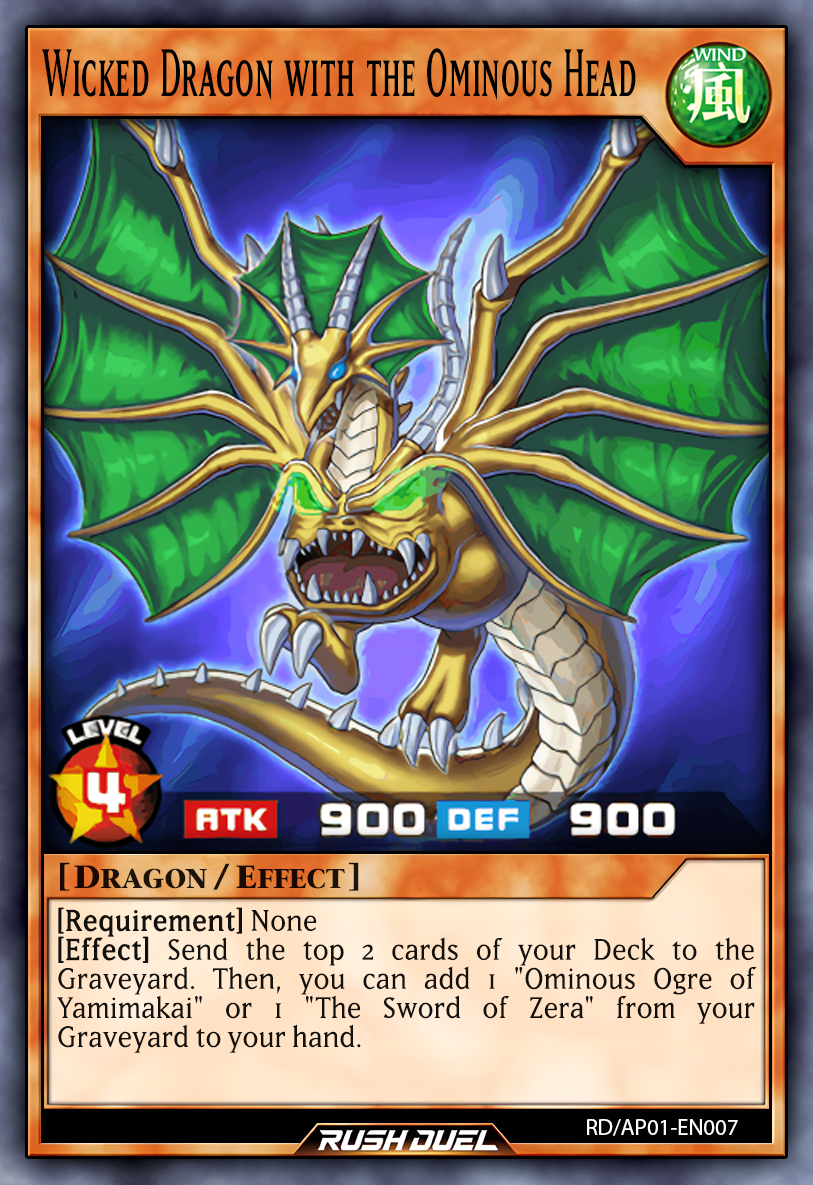 Wicked Dragon with the Ominous Head
WIND
風
LEVEL
4
ATK 900 DEF 900
[Dragon / Effect]
[Requirement] None
[Effect] Send the top 2 cards of your Deck to the
Graveyard. Then, you can add 1 "Ominous Ogre of
Yamimakai" or 1 "The Sword of Zera" from your
Graveyard to your hand.
RUSH DUEL
RD/AP01-EN007